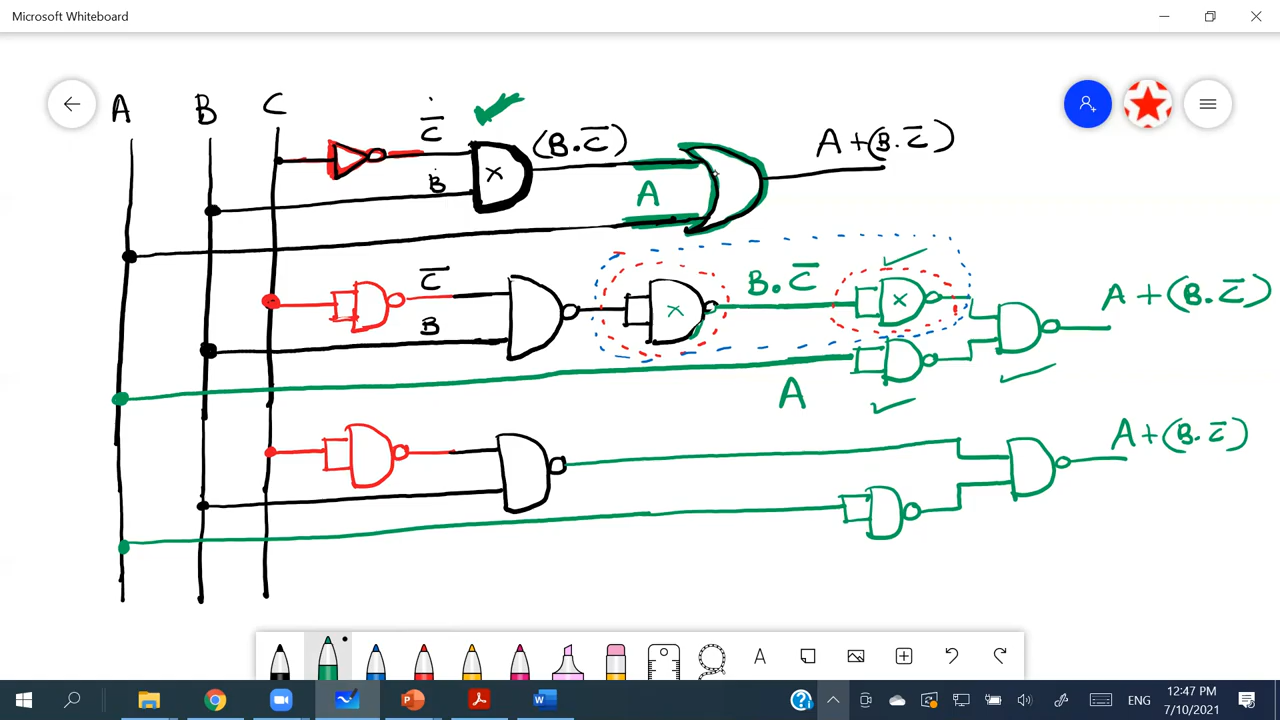 Microsoft Whiteboard
A B C
C̅
(B.C̅)
A+(B.C̅)
×
B
A
C̅
B.C̅
A+(B.C̅)
B
×
×
A
A+(B.C̅)
A
ENG
12:47 PM
7/10/2021